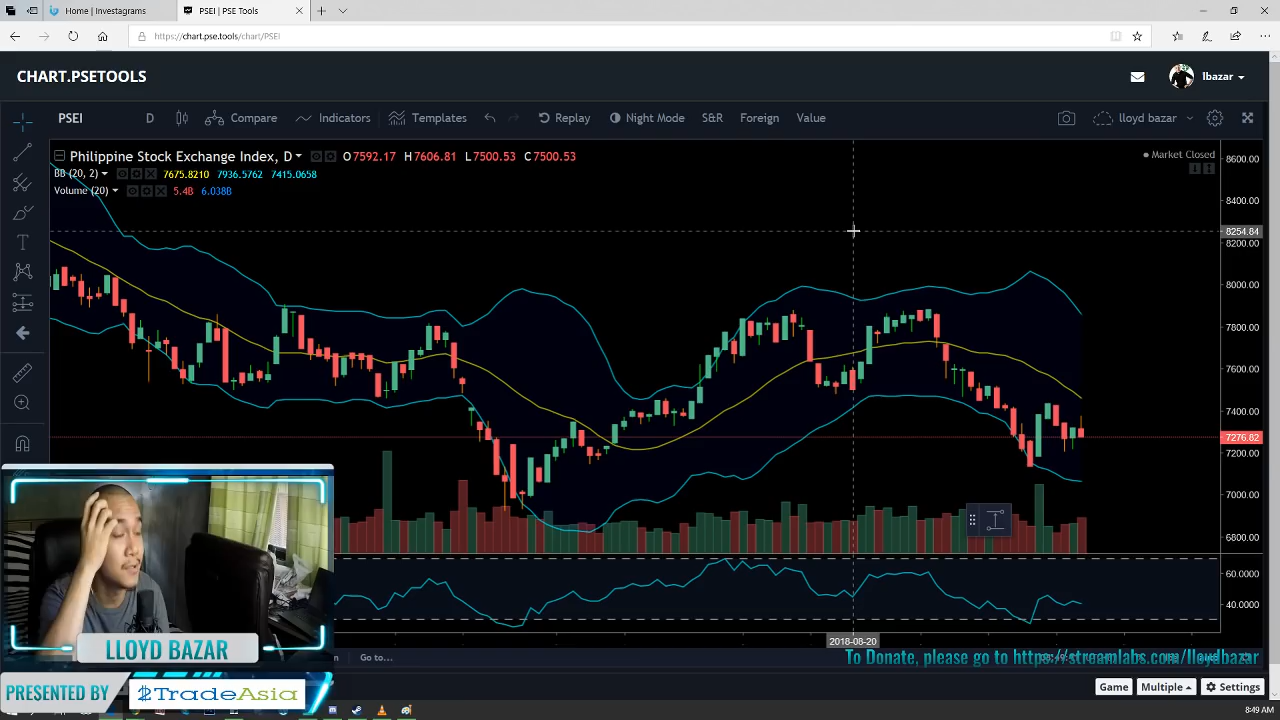 Home | Investagrams
PSEI | PSE Tools
https://chart.pse.tools/chart/PSEI
CHART.PSETOOLS
lbazar
PSEI D Compare Indicators Templates Replay Night Mode S&R Foreign Value lloyd bazar
Philippine Stock Exchange Index, D O7592.17 H7606.81 L7500.53 C7500.53
Market Closed
BB (20, 2) 7675.8210 7936.5762 7415.0658
Volume (20) 5.4B 6.038B
8600.00
8400.00
8254.84
8200.00
8000.00
7800.00
7600.00
7400.00
7276.82
7200.00
7000.00
6800.00
60.0000
40.0000
2018-08-20
Go to...
To Donate, please go to https://streamlabs.com/lloydbazar
LLOYD BAZAR
PRESENTED BY $TradeAsia
Game Multiple Settings
8:49 AM